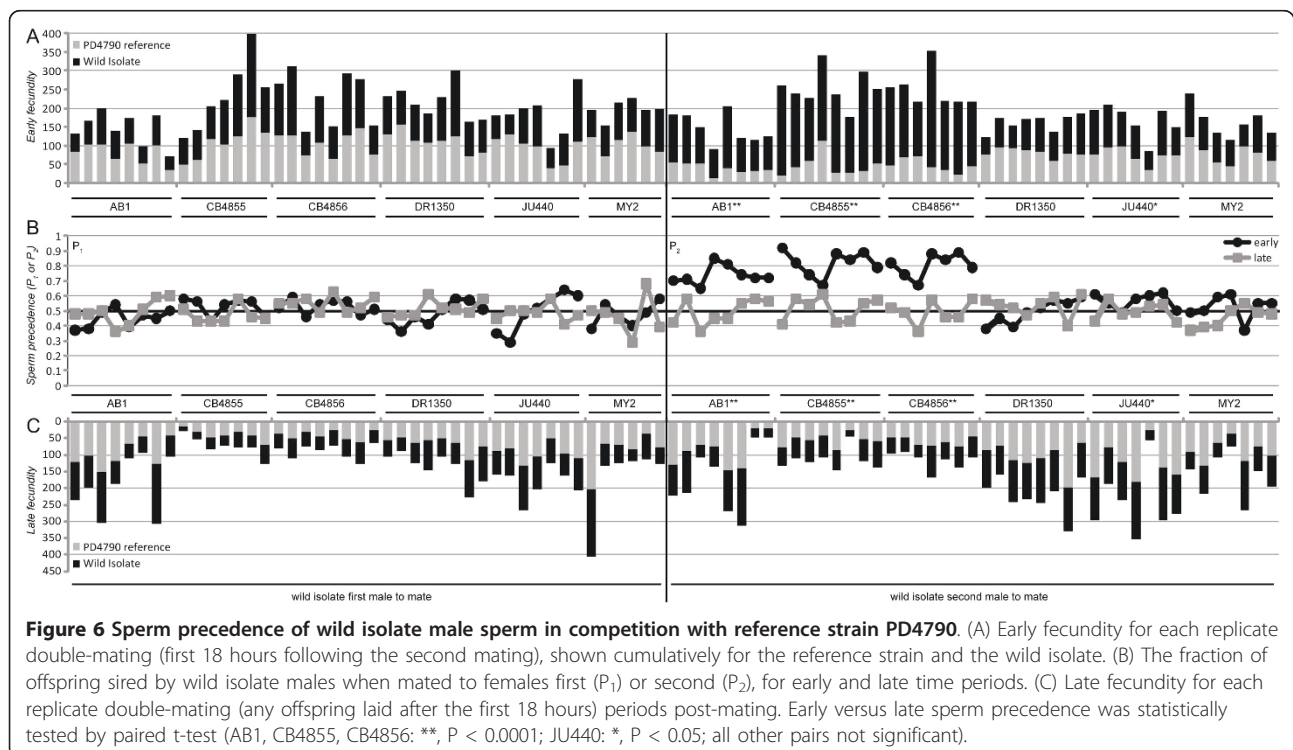 A
PD4790 reference
Wild Isolate
Early fecundity
400
350
300
250
200
150
100
50
0
AB1 CB4855 CB4856 DR1350 JU440 MY2 AB1** CB4855** CB4856** DR1350 JU440* MY2
B
P1
P2
early
late
Sperm precedence (P1 or P2)
1
0.9
0.8
0.7
0.6
0.5
0.4
0.3
0.2
0.1
0
AB1 CB4855 CB4856 DR1350 JU440 MY2 AB1** CB4855** CB4856** DR1350 JU440* MY2
C
Late fecundity
0
50
100
150
200
250
300
350
400
450
PD4790 reference
Wild Isolate
wild isolate first male to mate
wild isolate second male to mate
Figure 6 Sperm precedence of wild isolate male sperm in competition with reference strain PD4790. (A) Early fecundity for each replicate
double-mating (first 18 hours following the second mating), shown cumulatively for the reference strain and the wild isolate. (B) The fraction of
offspring sired by wild isolate males when mated to females first (P1) or second (P2), for early and late time periods. (C) Late fecundity for each
replicate double-mating (any offspring laid after the first 18 hours) periods post-mating. Early versus late sperm precedence was statistically
tested by paired t-test (AB1, CB4855, CB4856: **, P < 0.0001; JU440: *, P < 0.05; all other pairs not significant).